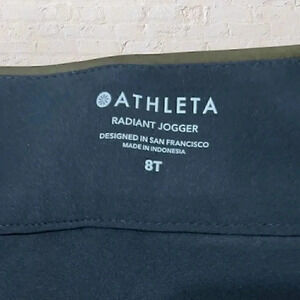 ATHLETA
RADIANT JOGGER
DESIGNED IN SAN FRANCISCO
MADE IN INDONESIA
8T